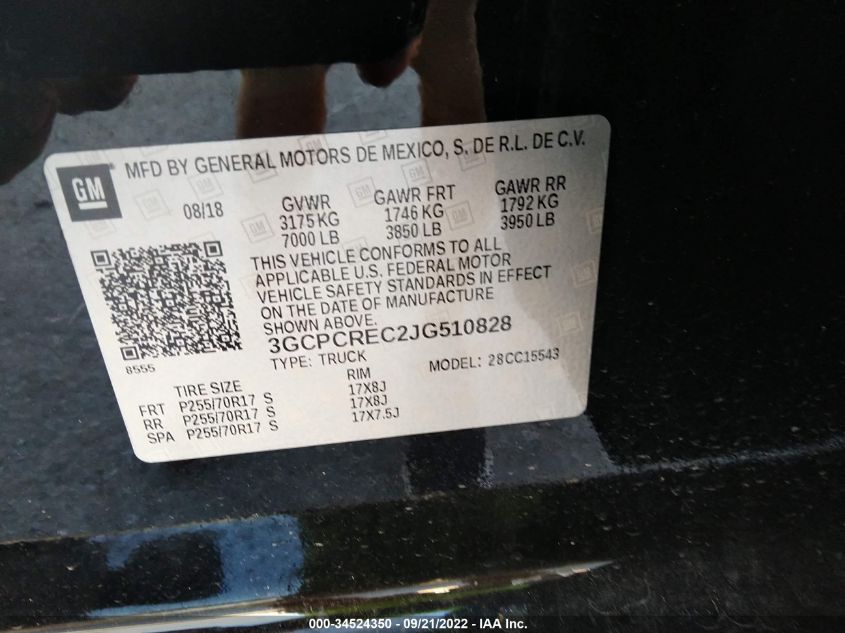 GM
MFD BY GENERAL MOTORS DE MEXICO, S. DE R.L. DE C.V.
08/18 GVWR GAWR FRT GAWR RR
3175 KG 1746 KG 1792 KG
7000 LB 3850 LB 3950 LB
THIS VEHICLE CONFORMS TO ALL
APPLICABLE U.S. FEDERAL MOTOR
VEHICLE SAFETY STANDARDS IN EFFECT
ON THE DATE OF MANUFACTURE
SHOWN ABOVE.
3GCPCREC2JG510828
8555
TYPE: TRUCK MODEL: 28CC15543
TIRE SIZE RIM
FRT P255/70R17 S 17X8J
RR P255/70R17 S 17X8J
SPA P255/70R17 S 17X7.5J
000-34524350 - 09/21/2022 - IAA Inc.